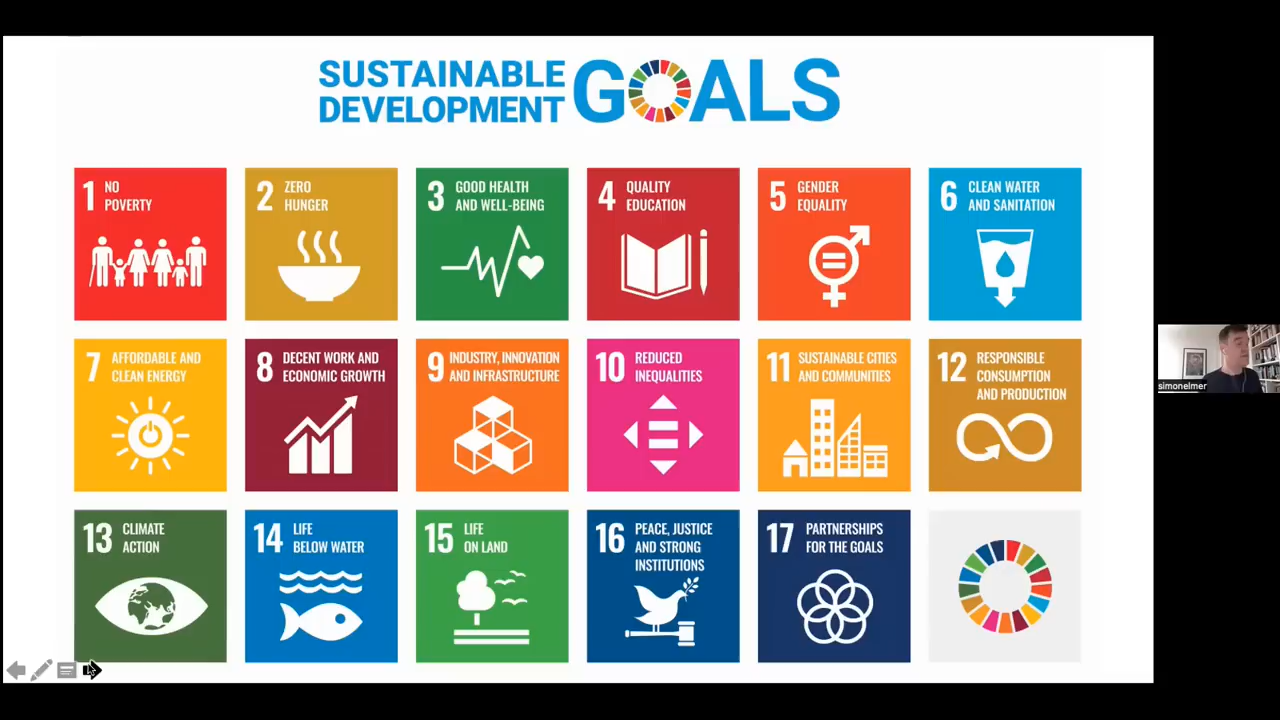 SUSTAINABLE
DEVELOPMENT
GOALS
1 NO
POVERTY
2 ZERO
HUNGER
3 GOOD HEALTH
AND WELL-BEING
4 QUALITY
EDUCATION
5 GENDER
EQUALITY
6 CLEAN WATER
AND SANITATION
7 AFFORDABLE AND
CLEAN ENERGY
8 DECENT WORK AND
ECONOMIC GROWTH
9 INDUSTRY, INNOVATION
AND INFRASTRUCTURE
10 REDUCED
INEQUALITIES
11 SUSTAINABLE CITIES
AND COMMUNITIES
12 RESPONSIBLE
CONSUMPTION
AND PRODUCTION
13 CLIMATE
ACTION
14 LIFE
BELOW WATER
15 LIFE
ON LAND
16 PEACE, JUSTICE
AND STRONG
INSTITUTIONS
17 PARTNERSHIPS
FOR THE GOALS
simonelmer